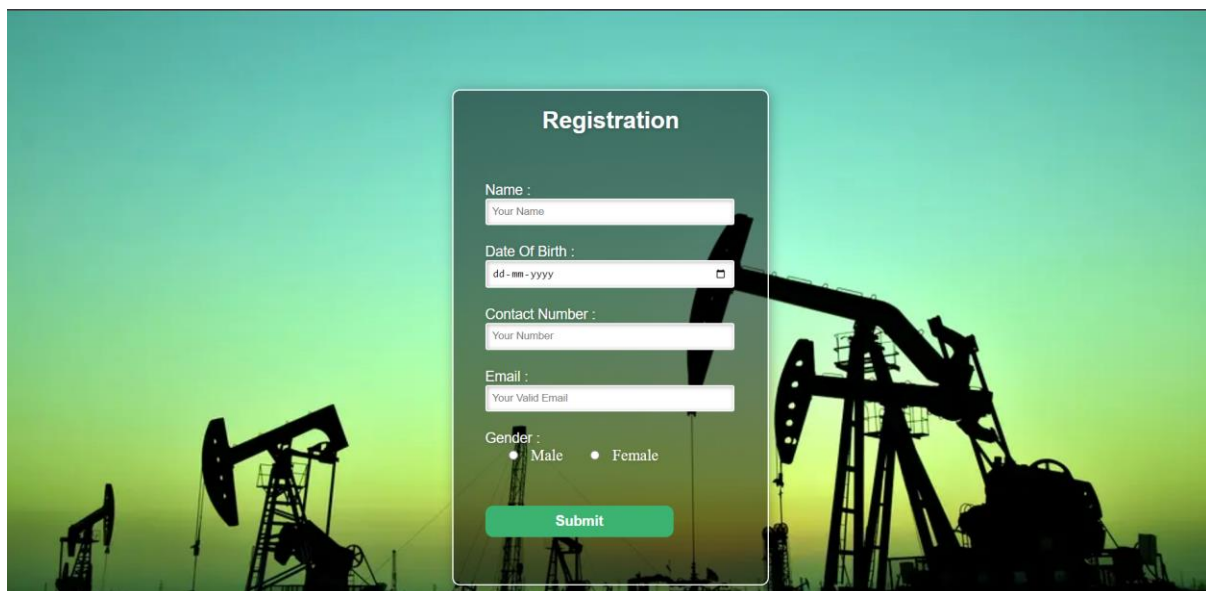 Registration
Name :
Your Name
Date Of Birth :
dd-mm-yyyy
Contact Number :
Your Number
Email :
Your Valid Email
Gender :
Male Female
Submit